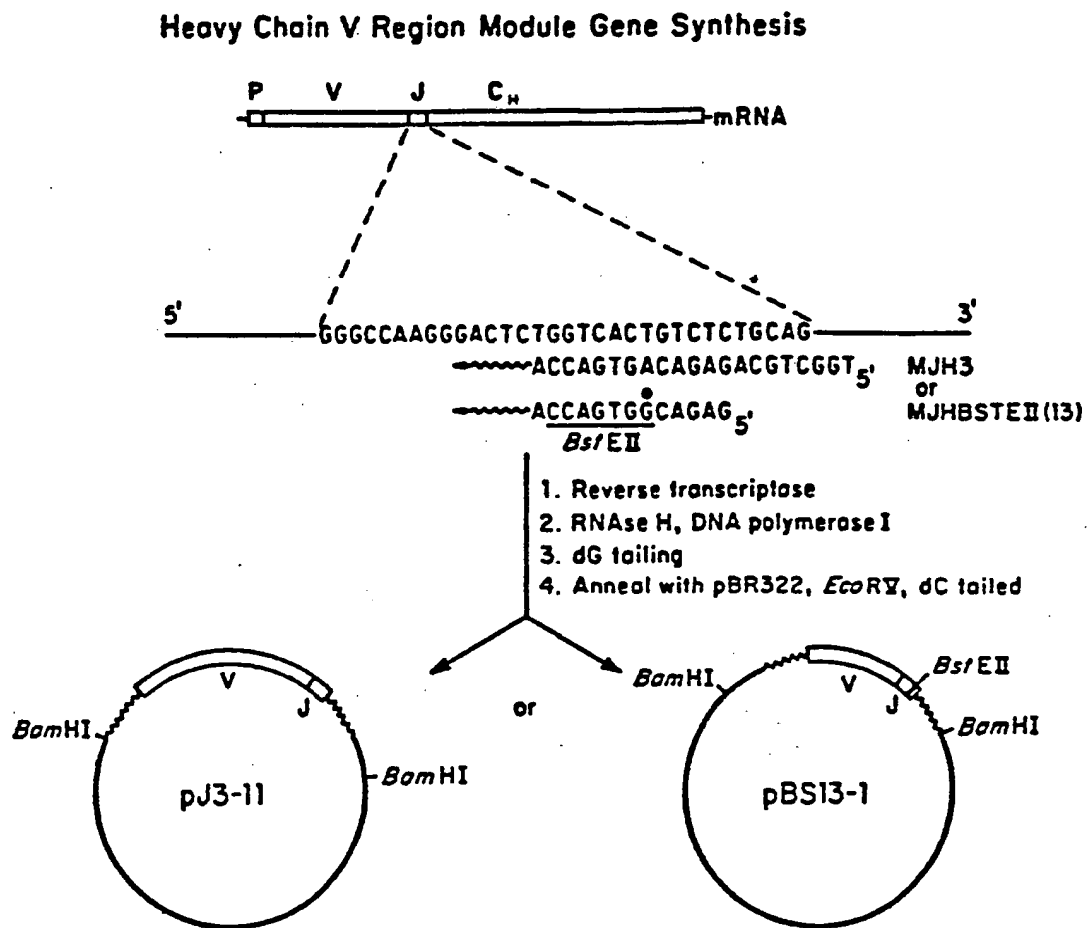 Heavy Chain V Region Module Gene Synthesis
P V J CH
mRNA
5' 3'
GGGCCAAGGGACTCTGGTCACTGTCTCTGCAG
ACCAGTGACAGAGACGTCGGT5' MJH3
or
ACCAGTGGCAGAG5' MJHBSTEII(13)
BstEII
1. Reverse transcriptase
2. RNAse H, DNA polymerase I
3. dG tailing
4. Anneal with pBR322, EcoRV, dC tailed
V J BamHI BamHI pJ3-11
or
BamHI V J BstEII BamHI pBS13-1